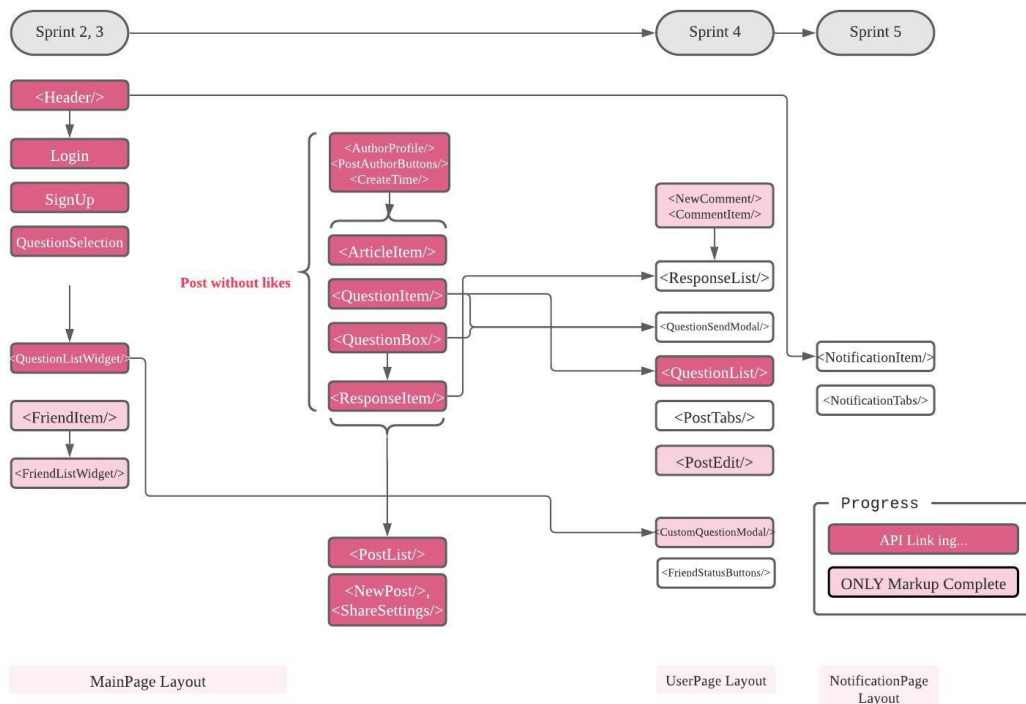 Sprint 2, 3
Sprint 4
Sprint 5
<Header/>
Login
SignUp
QuestionSelection
<QuestionListWidget/>
<FriendItem/>
<FriendListWidget/>
Post without likes
<AuthorProfile/>
<PostAuthorButtons/>
<CreateTime/>
<ArticleItem/>
<QuestionItem/>
<QuestionBox/>
<ResponseItem/>
<PostList/>
<NewPost/>,
<ShareSettings/>
<NewComment/>
<CommentItem/>
<ResponseList/>
<QuestionSendModal/>
<QuestionList/>
<PostTabs/>
<PostEdit/>
<CustomQuestionModal/>
<FriendStatusButtons/>
<NotificationItem/>
<NotificationTabs/>
Progress
API Link ing...
ONLY Markup Complete
MainPage Layout
UserPage Layout
NotificationPage
Layout